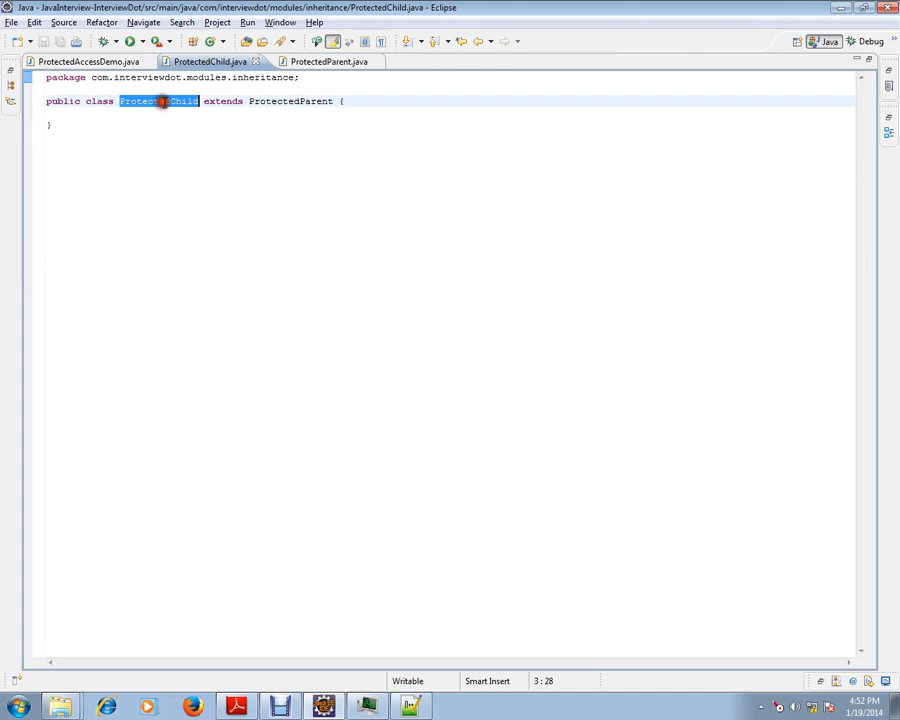 Java - JavaInterview-InterviewDot/src/main/java/com/interviewdot/modules/inheritance/ProtectedChild.java - Eclipse
File Edit Source Refactor Navigate Search Project Run Window Help
Java Debug
ProtectedAccessDemo.java ProtectedChild.java ProtectedParent.java
package com.interviewdot.modules.inheritance;
public class ProtectedChild extends ProtectedParent {
}
Writable Smart Insert 3 : 28
4:52 PM
1/19/2014